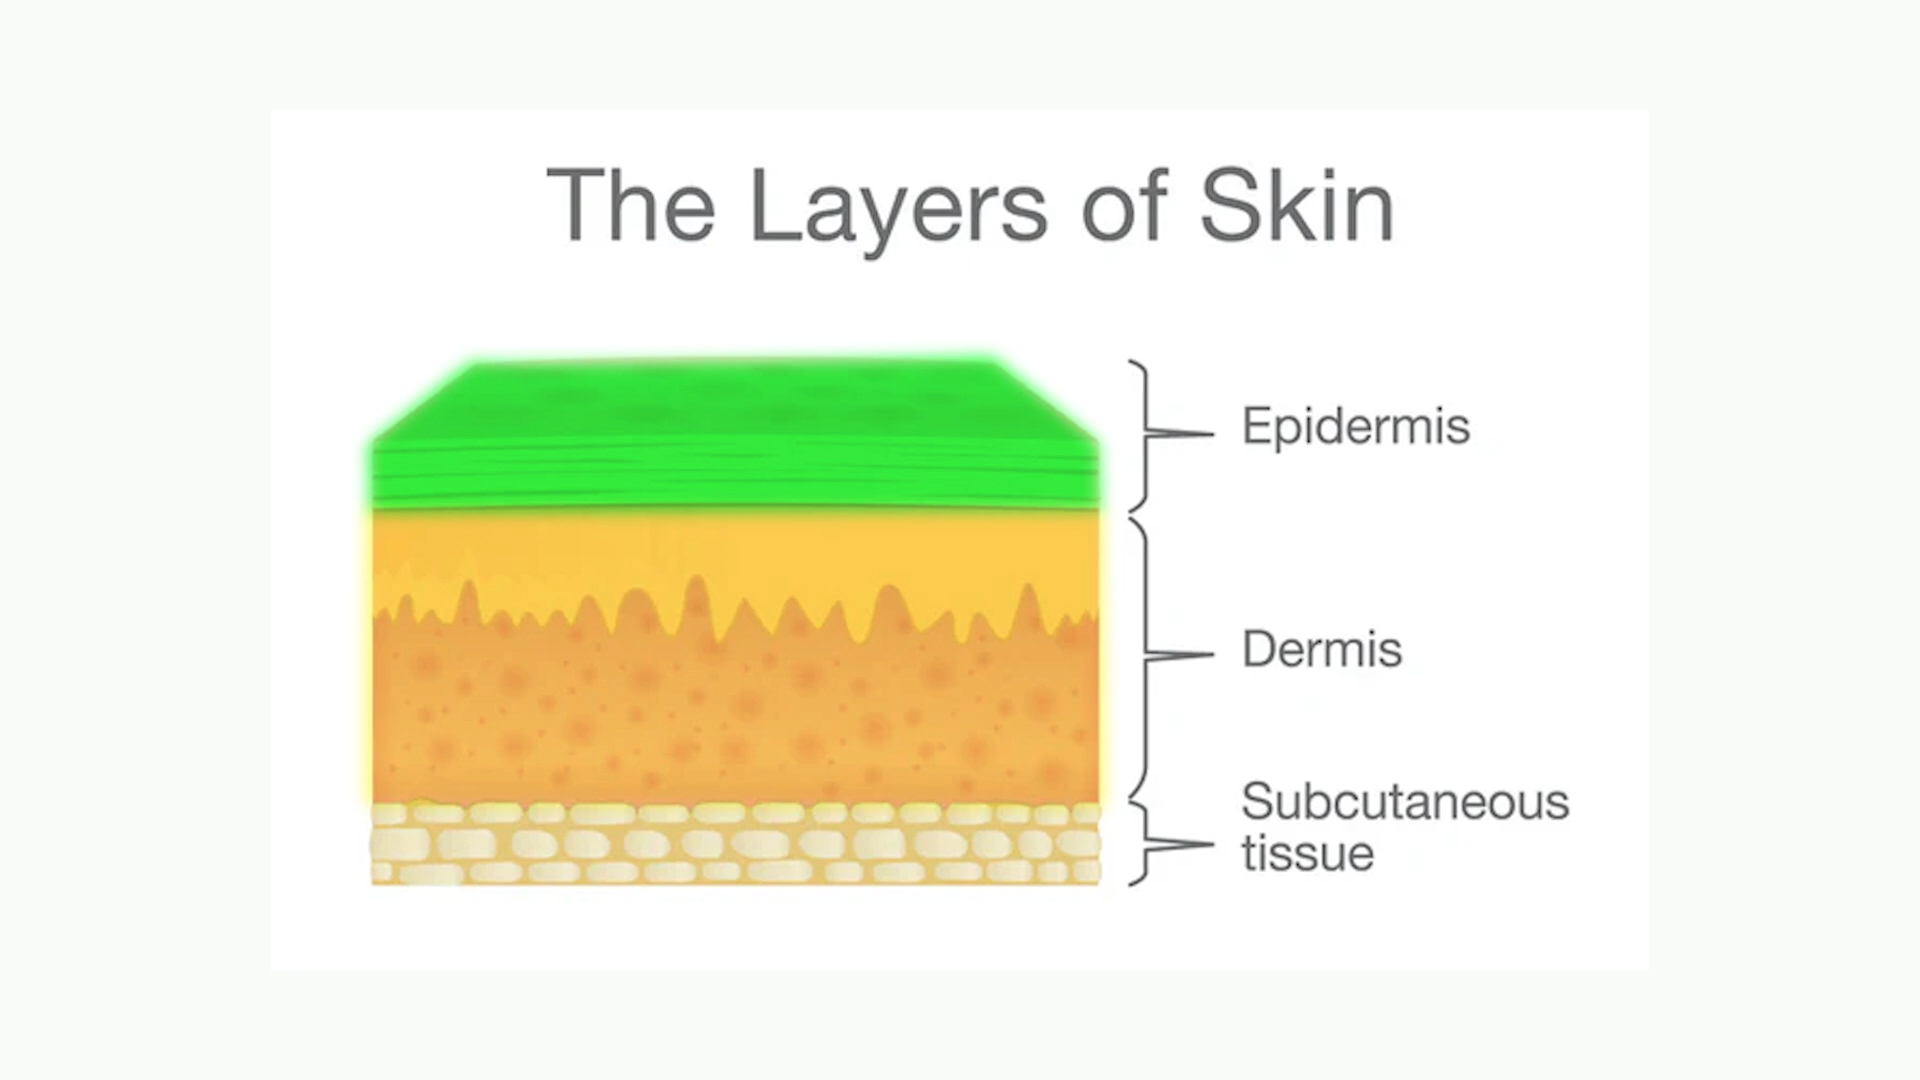 The Layers of Skin
Epidermis
Dermis
Subcutaneous
tissue